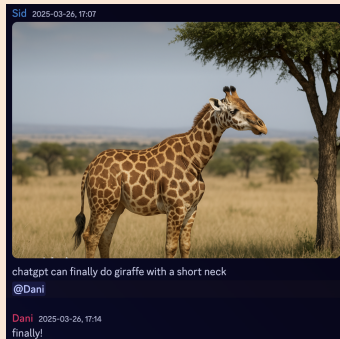 Sid 2025-03-26, 17:07
chatgpt can finally do giraffe with a short neck
@Dani
Dani 2025-03-26, 17:14
finally!